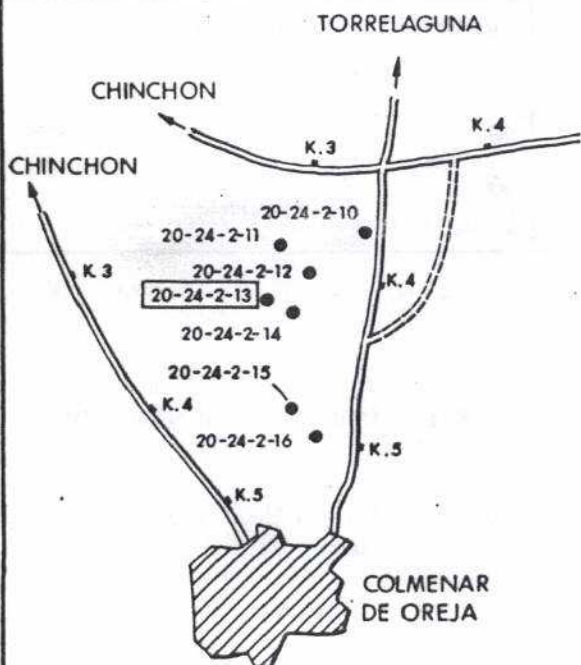 TORRELAGUNA
CHINCHON
K.4
K.3
CHINCHON
20-24-2-10
20-24-2-11
K.3
20-24-2-12
K.4
20-24-2-13
20-24-2-14
20-24-2-15
K.4
20-24-2-16
K.5
K.5
COLMENAR
DE OREJA